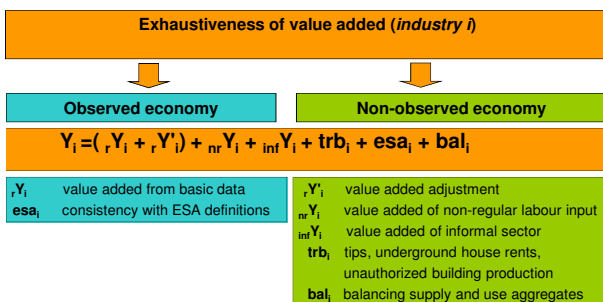 Exhaustiveness of value added (industry i)
Observed economy
Non-observed economy
Yi =( rYi + rY'i) + nrYi + infYi + trbi + esai + bali
rYi value added from basic data
esai consistency with ESA definitions
rY'i value added adjustment
nrYi value added of non-regular labour input
infYi value added of informal sector
trbi tips, underground house rents,
unauthorized building production
bali balancing supply and use aggregates